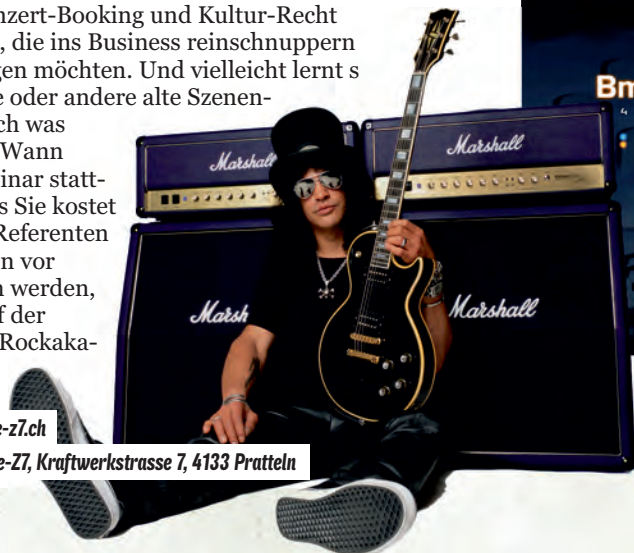 nzert-Booking und Kultur-Recht
, die ins Business reinschnuppern
gen möchten. Und vielleicht lernt s
e oder andere alte Szenen-
ch was
Wann
inar statt-
s Sie kostet
Referenten
n vor
n werden,
f der
Rockaka-
e-z7.ch
e-Z7, Kraftwerkstrasse 7, 4133 Pratteln
Marshall
Marshall
Marsh
Marshall
Bm